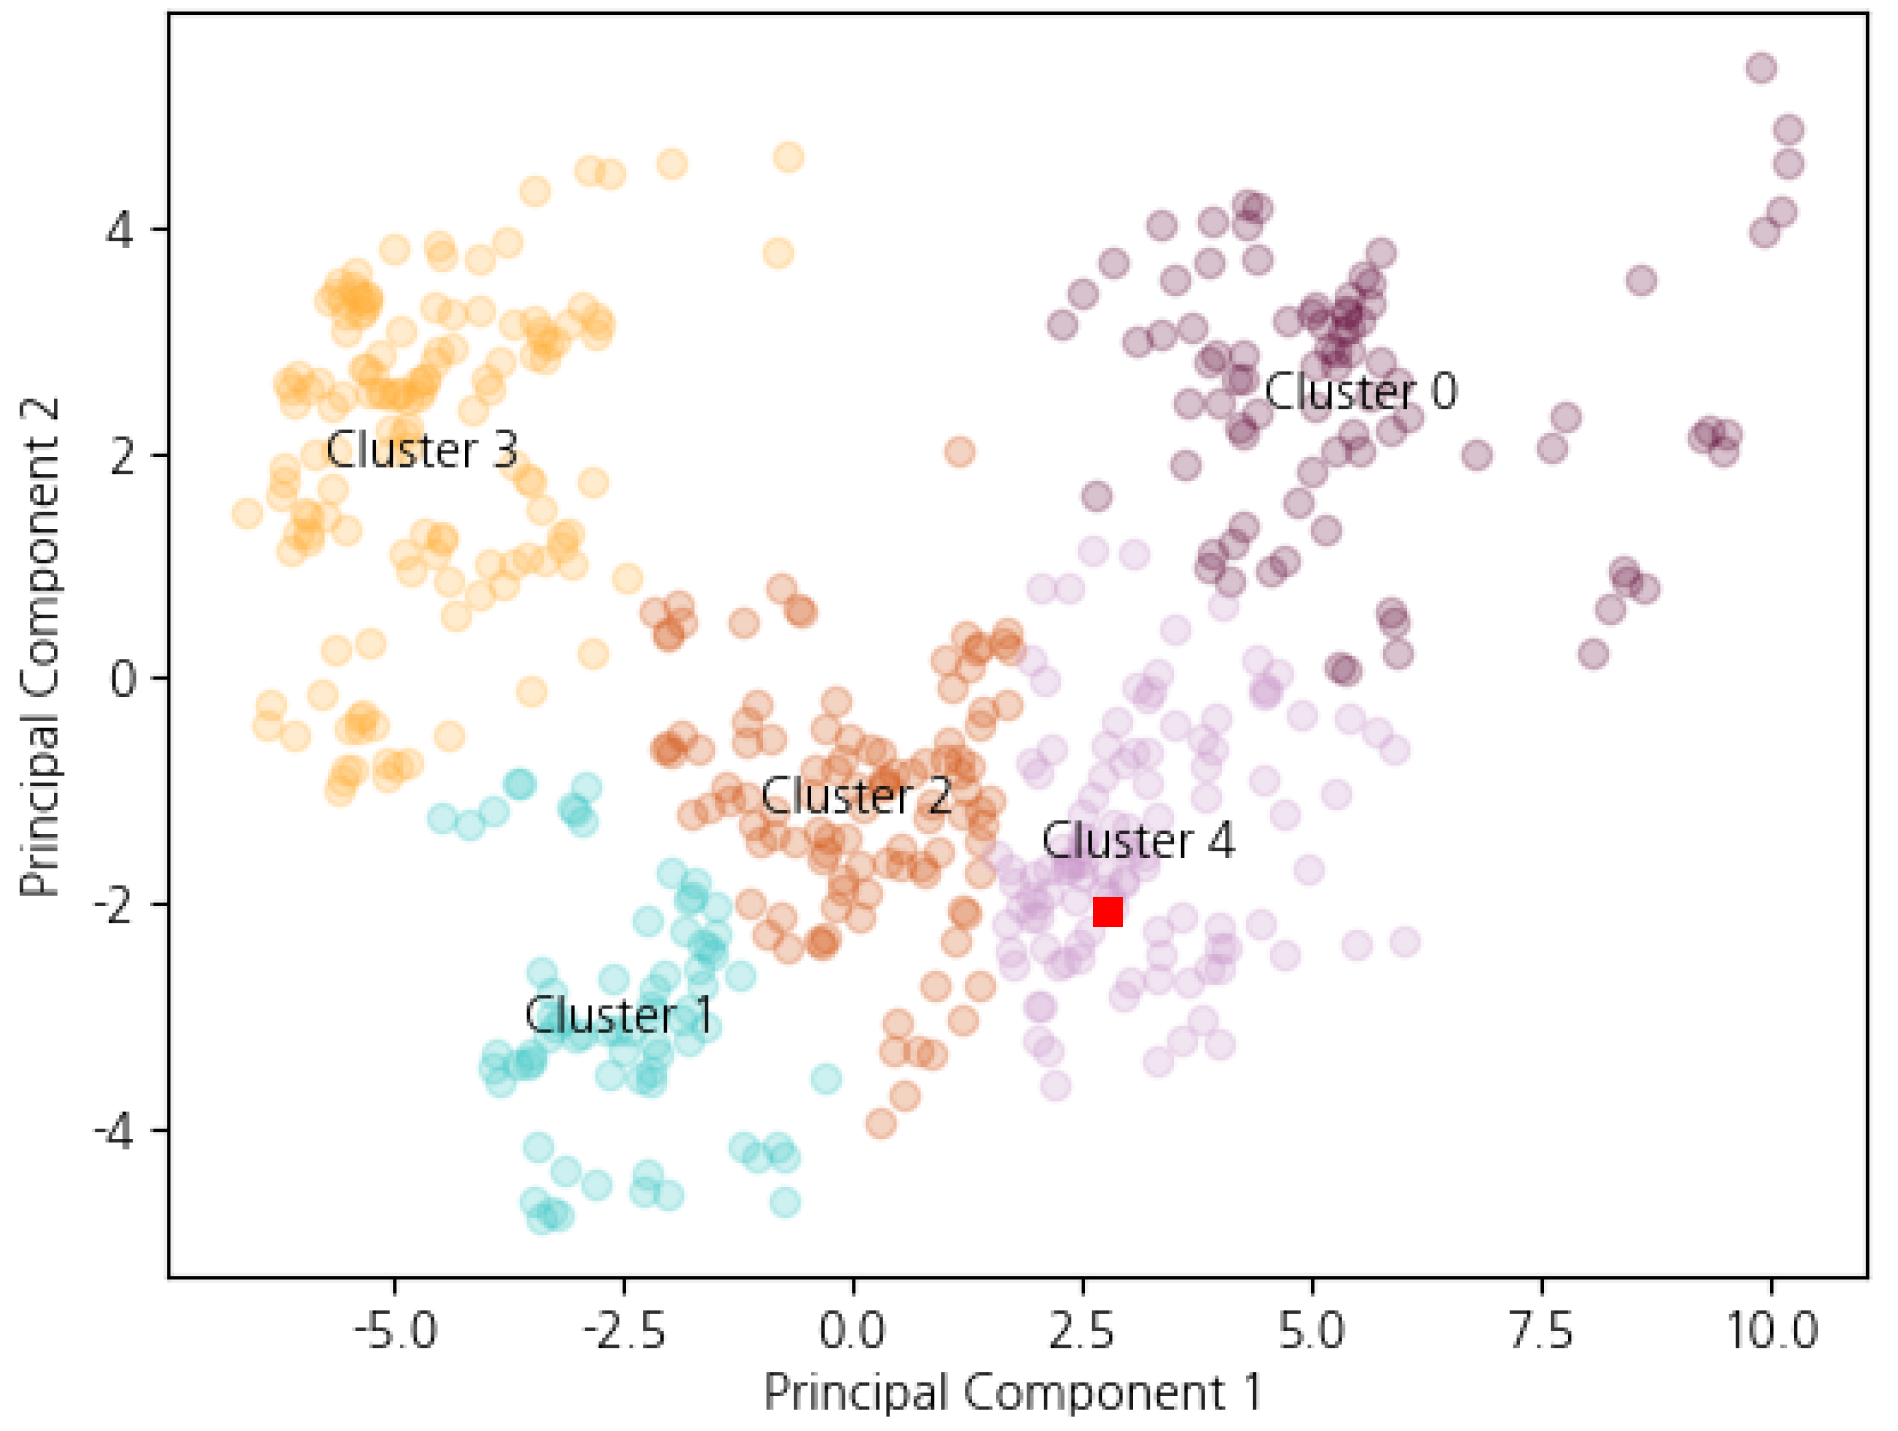 Principal Component 2
4
2
0
-2
-4
Cluster 0
Cluster 3
Cluster 2
Cluster 4
Cluster 1
-5.0 -2.5 0.0 2.5 5.0 7.5 10.0
Principal Component 1